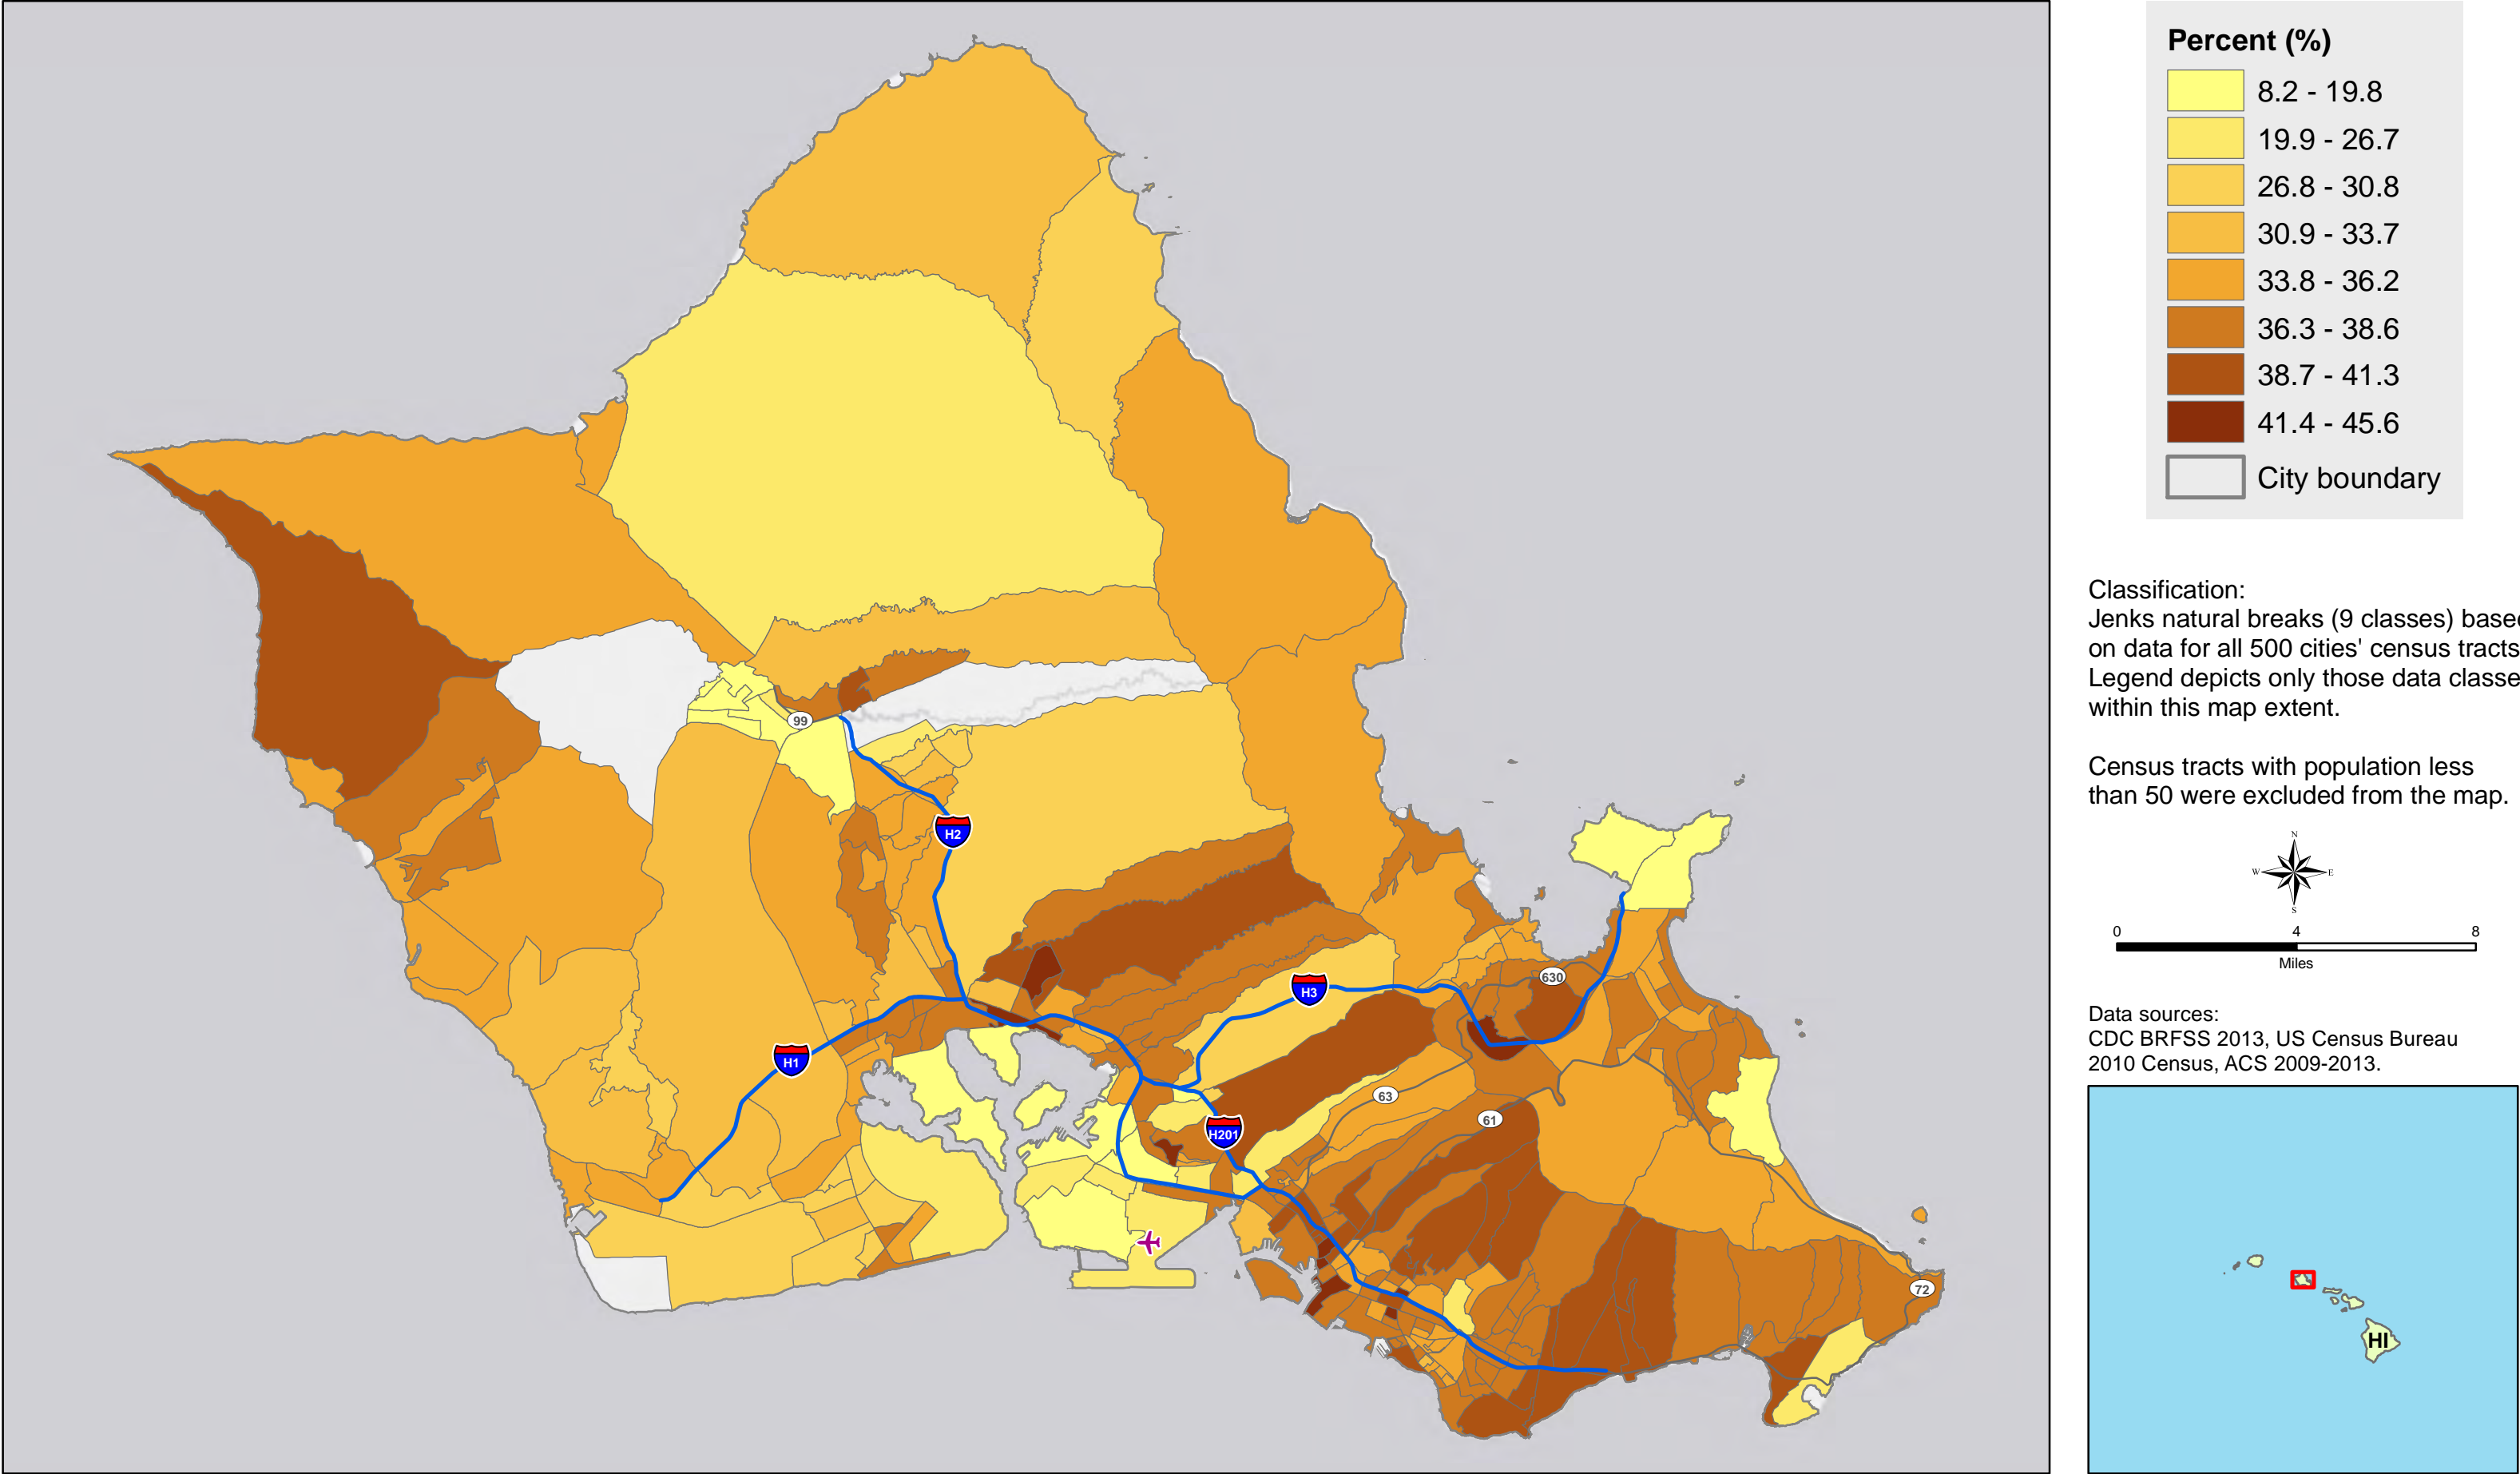 Percent (%)
8.2 - 19.8
19.9 - 26.7
26.8 - 30.8
30.9 - 33.7
33.8 - 36.2
36.3 - 38.6
38.7 - 41.3
41.4 - 45.6
City boundary
Classification:
Jenks natural breaks (9 classes) base
on data for all 500 cities' census tracts
Legend depicts only those data classe
within this map extent.
Census tracts with population less
than 50 were excluded from the map.
N
W E
S
0 4 8
Miles
Data sources:
CDC BRFSS 2013, US Census Bureau
2010 Census, ACS 2009-2013.
HI
99
H2
630
H3
H1
63
61
H201
72